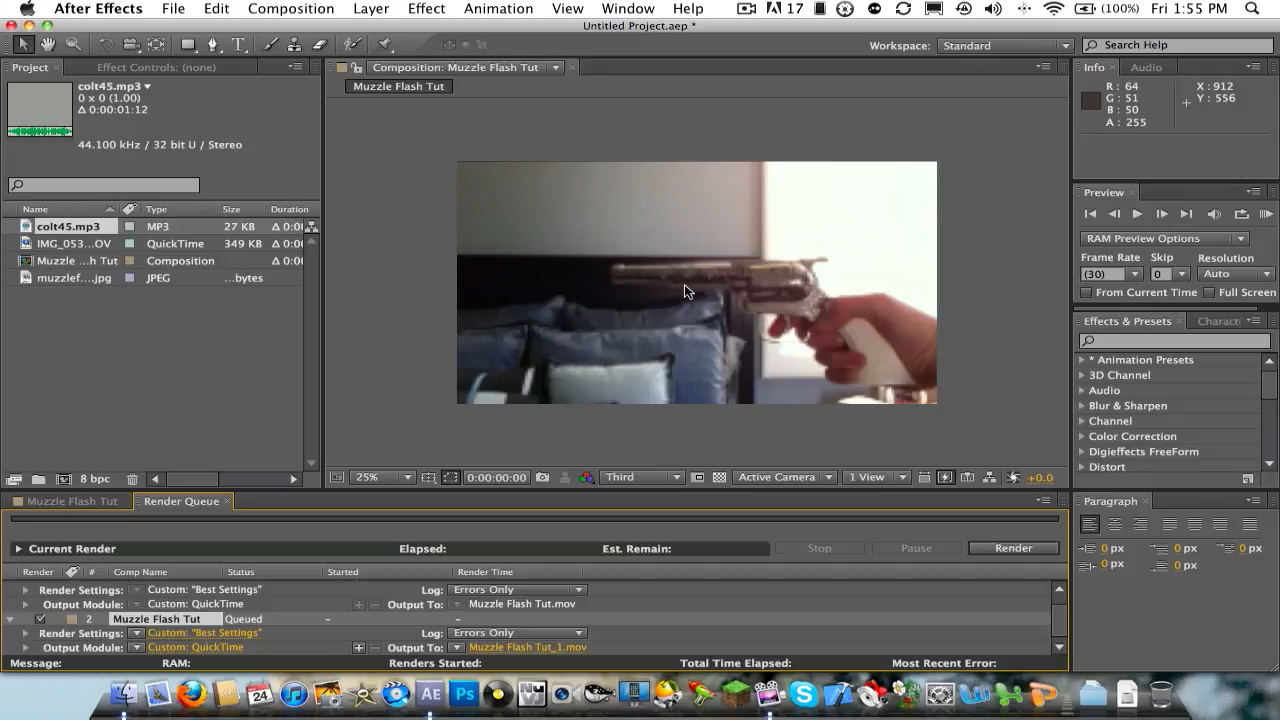 After Effects File Edit Composition Layer Effect Animation View Window Help 17 (100%) Fri 1:55 PM
Untitled Project.aep *
T Workspace: Standard Search Help
Project Effect Controls: (none) Composition: Muzzle Flash Tut Info Audio
Muzzle Flash Tut
colt45.mp3
0 x 0 (1.00)
Δ 0:00:01:12
44.100 kHz / 32 bit U / Stereo
R : 64
G : 51
B : 50
A : 255
X : 912
Y : 556
Preview
RAM Preview Options
Frame Rate Skip Resolution
(30) 0 Auto
From Current Time Full Screen
Name Type Size Duration
colt45.mp3 MP3 27 KB Δ 0:00
IMG_053...OV QuickTime 349 KB Δ 0:00
Muzzle ...h Tut Composition Δ 0:00
muzzlef....jpg JPEG ...bytes
Effects & Presets Charact
* Animation Presets
3D Channel
Audio
Blur & Sharpen
Channel
Color Correction
Digieffects FreeForm
Distort
8 bpc
25% 0:00:00:00 Third Active Camera 1 View +0.0
Muzzle Flash Tut Render Queue
Paragraph
Current Render Elapsed: Est. Remain: Stop Pause Render
0 px 0 px 0 px
0 px 0 px
Render # Comp Name Status Started Render Time
Render Settings: Custom: "Best Settings" Log: Errors Only
Output Module: Custom: QuickTime Output To: Muzzle Flash Tut.mov
2 Muzzle Flash Tut Queued – –
Render Settings: Custom: "Best Settings" Log: Errors Only
Output Module: Custom: QuickTime Output To: Muzzle Flash Tut_1.mov
Message: RAM: Renders Started: Total Time Elapsed: Most Recent Error:
24 AE Ps